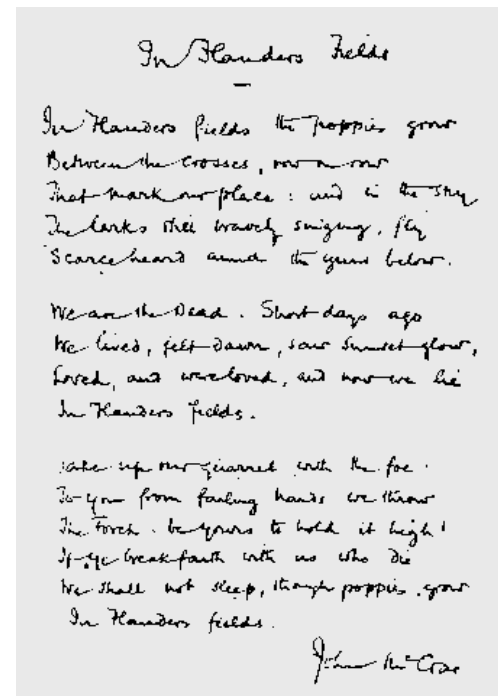 In Flanders Fields
—
In Flanders fields the poppies grow
Between the crosses, row on row
That mark our place : and in the sky
The larks still bravely singing, fly
Scarce heard amid the guns below.
We are the Dead. Short days ago
We lived, felt dawn, saw sunset glow,
Loved, and were loved, and now we lie
In Flanders fields.
Take up our quarrel with the foe :
To you from failing hands we throw
The Torch : be yours to hold it high!
If ye break faith with us who die
We shall not sleep, though poppies grow
In Flanders fields.
John McCrae